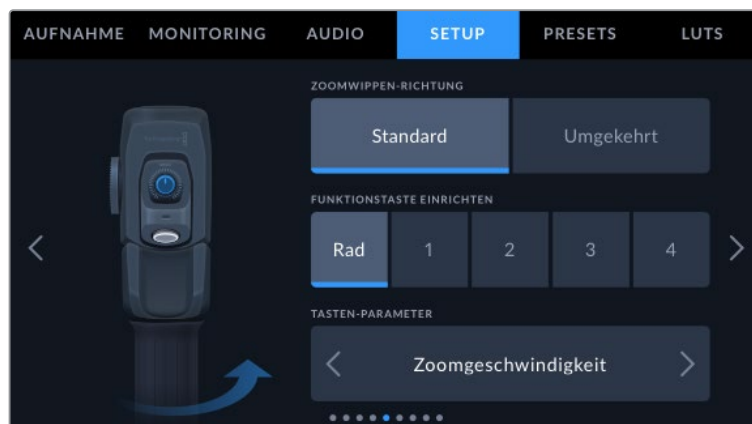 AUFNAHME MONITORING AUDIO SETUP PRESETS LUTS
ZOOMWIPPEN-RICHTUNG
Standard Umgekehrt
FUNKTIONSTASTE EINRICHTEN
Rad 1 2 3 4
TASTEN-PARAMETER
Zoomgeschwindigkeit